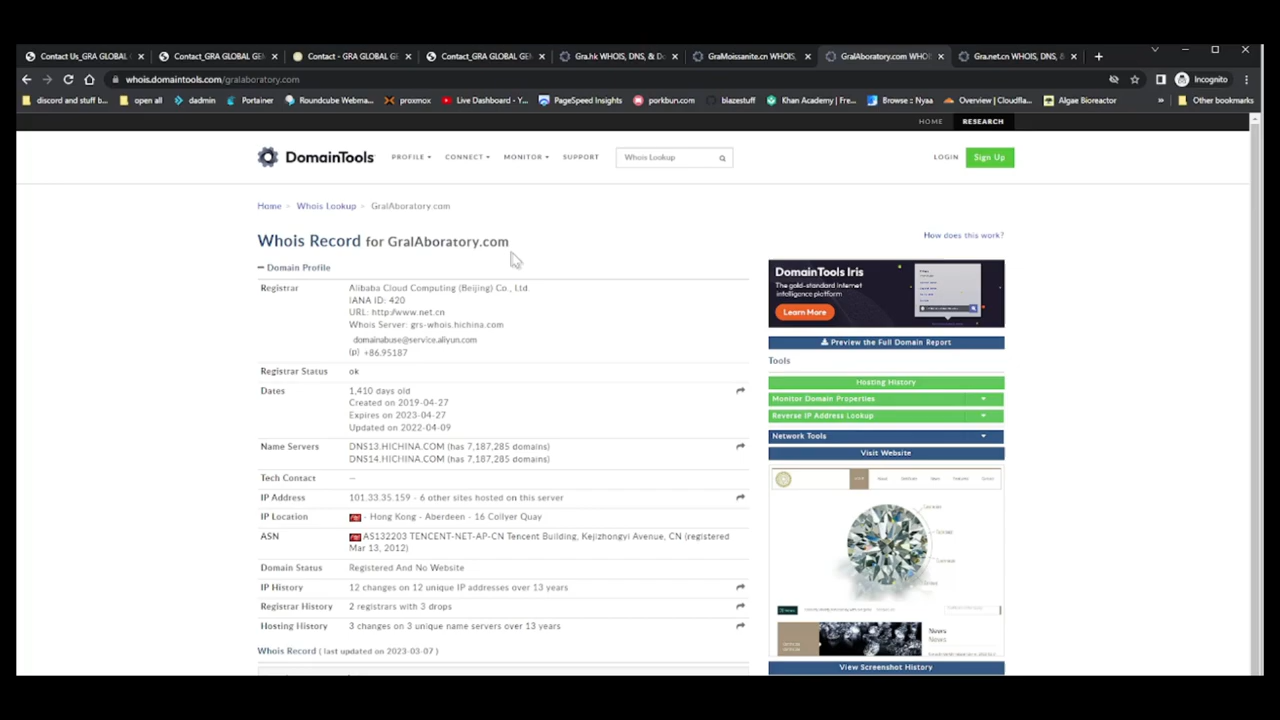 Contact Us_GRA GLOBAL
Contact_GRA GLOBAL GE
Contact - GRA GLOBAL GE
Contact_GRA GLOBAL GE
Gra.hk WHOIS, DNS, & Do
GraMoissanite.cn WHOIS,
GralAboratory.com WHO
Gra.net.cn WHOIS, DNS, &
whois.domaintools.com/gralaboratory.com
Incognito
discord and stuff b...
open all
dadmin
Portainer
Roundcube Webma...
proxmox
Live Dashboard - Y...
PageSpeed Insights
porkbun.com
blazestuff
Khan Academy | Fre...
Browse :: Nyaa
Overview | Cloudfla...
Algae Bioreactor
»
Other bookmarks
HOME RESEARCH
DomainTools
PROFILE CONNECT MONITOR SUPPORT
Whois Lookup
LOGIN Sign Up
Home > Whois Lookup > GralAboratory.com
Whois Record for GralAboratory.com
How does this work?
— Domain Profile
Registrar Alibaba Cloud Computing (Beijing) Co., Ltd.
IANA ID: 420
URL: http://www.net.cn
Whois Server: grs-whois.hichina.com
domainabuse@service.aliyun.com
(p) +86.95187
Registrar Status ok
Dates 1,410 days old
Created on 2019-04-27
Expires on 2023-04-27
Updated on 2022-04-09
Name Servers DNS13.HICHINA.COM (has 7,187,285 domains)
DNS14.HICHINA.COM (has 7,187,285 domains)
Tech Contact —
IP Address 101.33.35.159 - 6 other sites hosted on this server
IP Location - Hong Kong - Aberdeen - 16 Collyer Quay
ASN AS132203 TENCENT-NET-AP-CN Tencent Building, Kejizhongyi Avenue, CN (registered
Mar 13, 2012)
Domain Status Registered And No Website
IP History 12 changes on 12 unique IP addresses over 13 years
Registrar History 2 registrars with 3 drops
Hosting History 3 changes on 3 unique name servers over 13 years
Whois Record ( last updated on 2023-03-07 )
DomainTools Iris
The gold-standard Internet
intelligence platform
Learn More
Preview the Full Domain Report
Tools
Hosting History
Monitor Domain Properties
Reverse IP Address Lookup
Network Tools
Visit Website
News
News
View Screenshot History